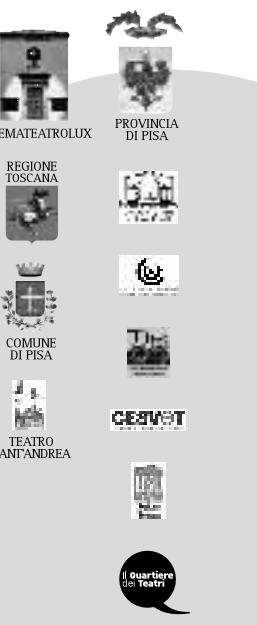 EMATEATROLUX
REGIONE
TOSCANA
COMUNE
DI PISA
TEATRO
ANT'ANDREA
PROVINCIA
DI PISA
CESVOT
il Quartiere
dei Teatri